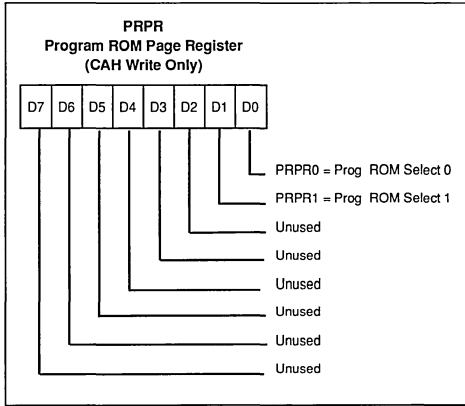 PRPR
Program ROM Page Register
(CAH Write Only)
D7 D6 D5 D4 D3 D2 D1 D0
PRPR0 = Prog ROM Select 0
PRPR1 = Prog ROM Select 1
Unused
Unused
Unused
Unused
Unused
Unused